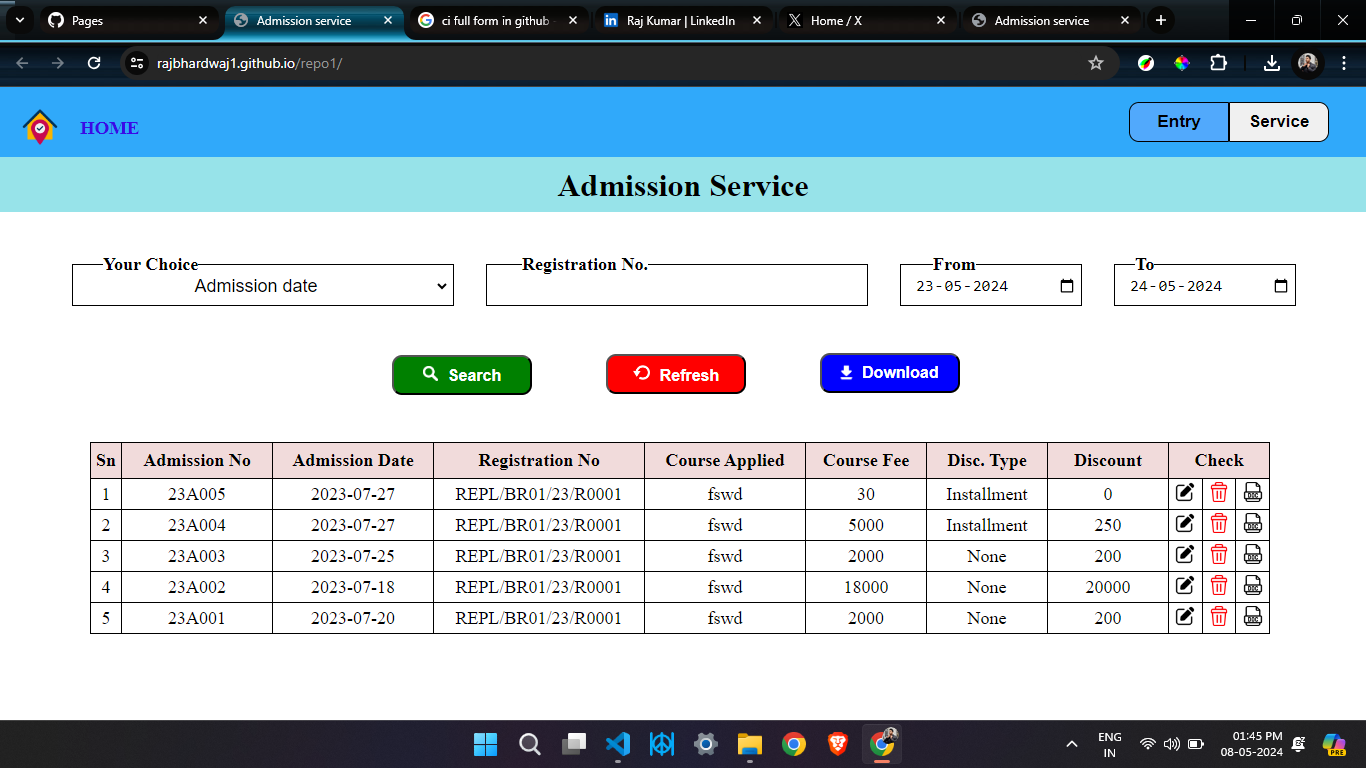 Pages
Admission service
ci full form in github -
Raj Kumar | LinkedIn
Home / X
Admission service
rajbhardwaj1.github.io/repo1/
HOME
Entry
Service
Admission Service
Your Choice
Registration No.
From
To
Admission date
23-05-2024
24-05-2024
Search
Refresh
Download
Sn Admission No Admission Date Registration No Course Applied Course Fee Disc. Type Discount Check
1 23A005 2023-07-27 REPL/BR01/23/R0001 fswd 30 Installment 0
2 23A004 2023-07-27 REPL/BR01/23/R0001 fswd 5000 Installment 250
3 23A003 2023-07-25 REPL/BR01/23/R0001 fswd 2000 None 200
4 23A002 2023-07-18 REPL/BR01/23/R0001 fswd 18000 None 20000
5 23A001 2023-07-20 REPL/BR01/23/R0001 fswd 2000 None 200
ENG
IN
01:45 PM
08-05-2024
PRE